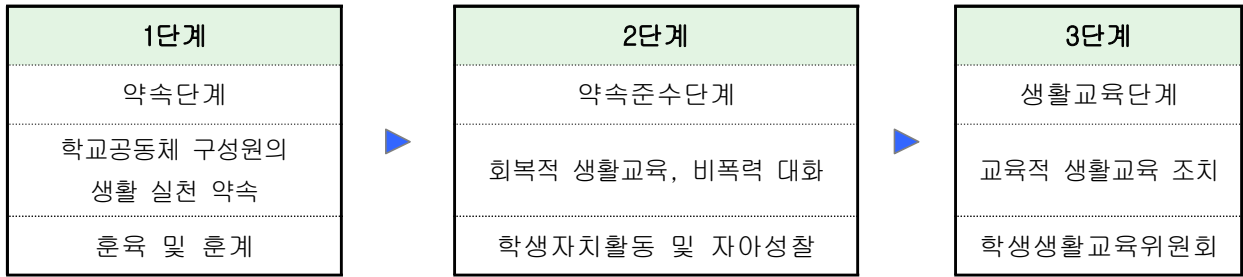 1단계
약속단계
학교공동체 구성원의
생활 실천 약속
훈육 및 훈계
2단계
약속준수단계
회복적 생활교육, 비폭력 대화
학생자치활동 및 자아성찰
3단계
생활교육단계
교육적 생활교육 조치
학생생활교육위원회